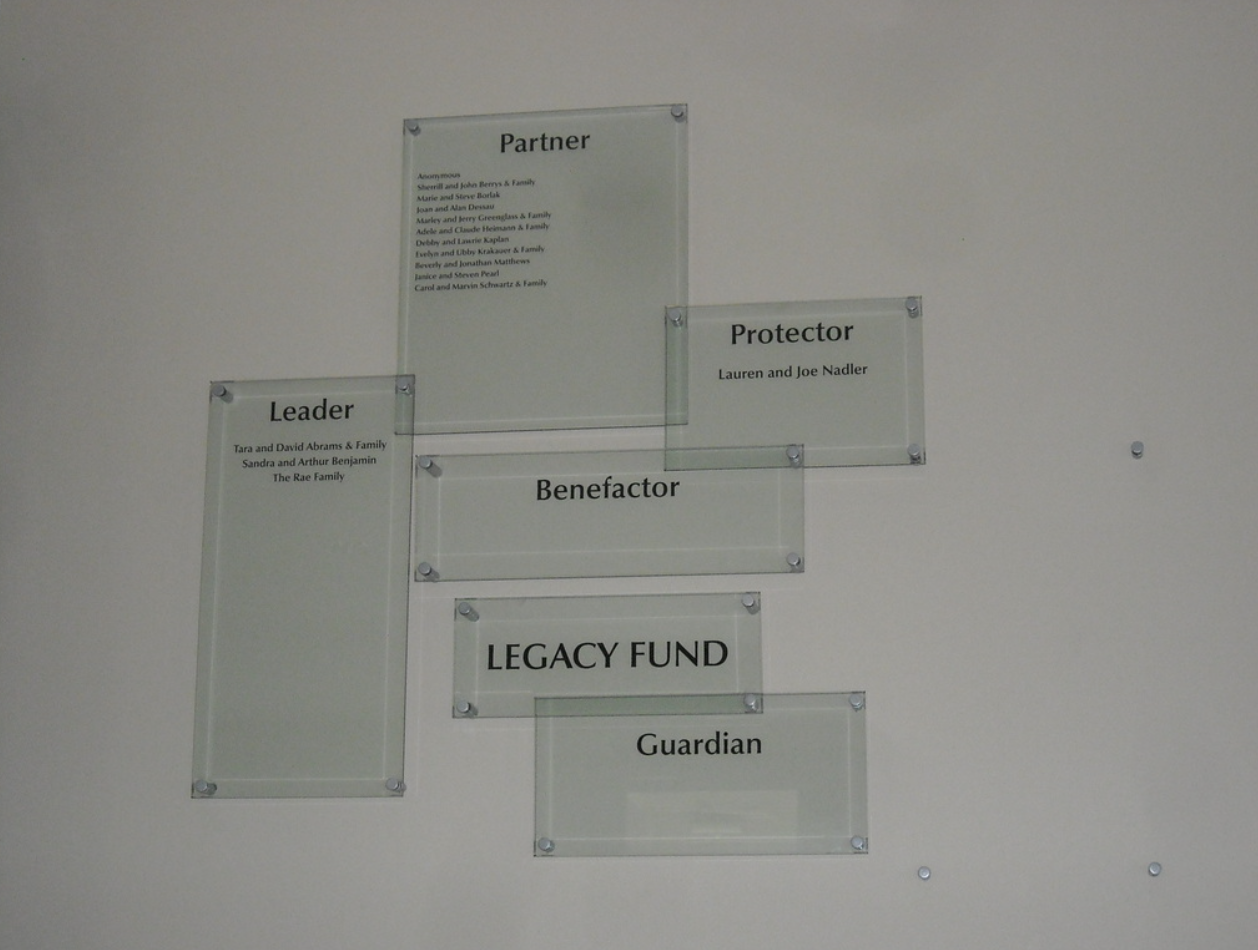 Partner
Anonymous
Sherrill and John Berrys & Family
Marie and Steve Borlak
Joan and Alan Dessau
Marley and Jerry Greenglass & Family
Adele and Claude Heimann & Family
Debby and Lawrie Kaplan
Evelyn and Ubby Krakauer & Family
Beverly and Jonathan Matthews
Janice and Steven Pearl
Carol and Marvin Schwartz & Family
Protector
Lauren and Joe Nadler
Leader
Tara and David Abrams & Family
Sandra and Arthur Benjamin
The Rae Family
Benefactor
LEGACY FUND
Guardian